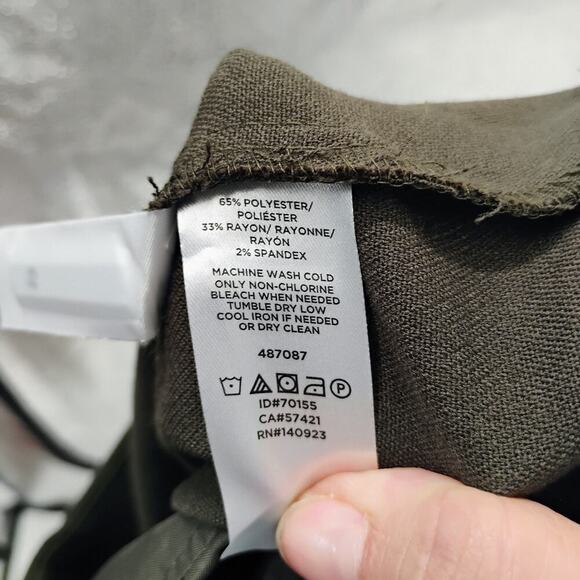 65% POLYESTER/
POLIÉSTER
33% RAYON/ RAYONNE/
RAYÓN
2% SPANDEX
MACHINE WASH COLD
ONLY NON-CHLORINE
BLEACH WHEN NEEDED
TUMBLE DRY LOW
COOL IRON IF NEEDED
OR DRY CLEAN
487087
P
ID#70155
CA#57421
RN#140923